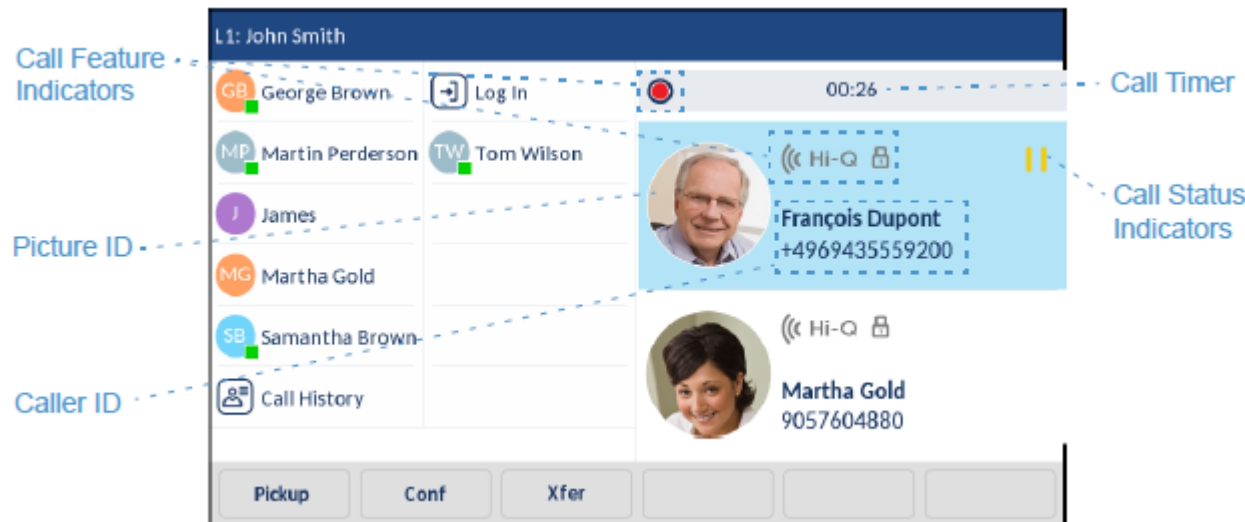 L1: John Smith
Call Feature
Indicators
GB George Brown
Log In
00:26
Call Timer
MP Martin Perderson
TW Tom Wilson
Hi-Q
Call Status
Indicators
J James
François Dupont
+4969435559200
Picture ID
MG Martha Gold
SB Samantha Brown
Hi-Q
Caller ID
Call History
Martha Gold
9057604880
Pickup
Conf
Xfer